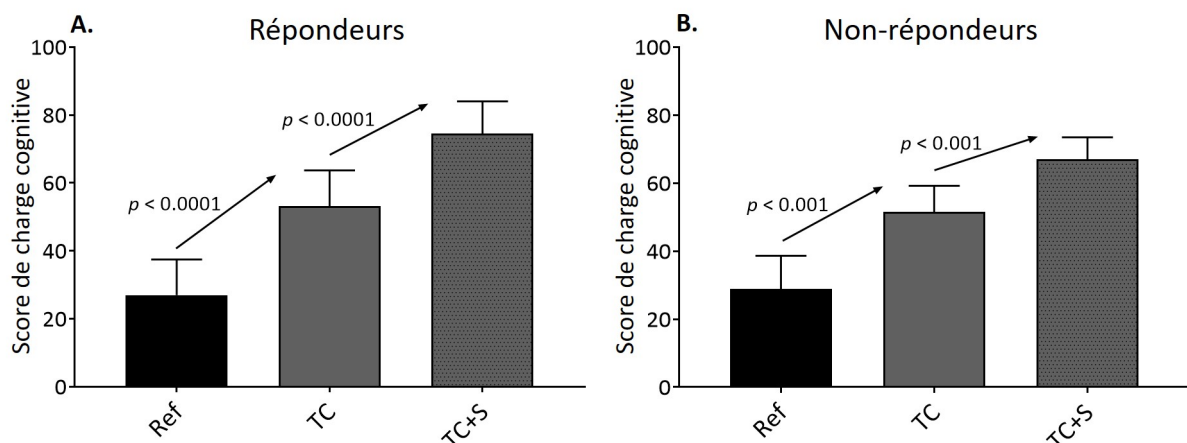 A.
Répondeurs
Score de charge cognitive
100
80
60
40
20
0
p < 0.0001
p < 0.0001
Ref
TC
TC+S
B.
Non-répondeurs
Score de charge cognitive
100
80
60
40
20
0
p < 0.001
p < 0.001
Ref
TC
TC+S